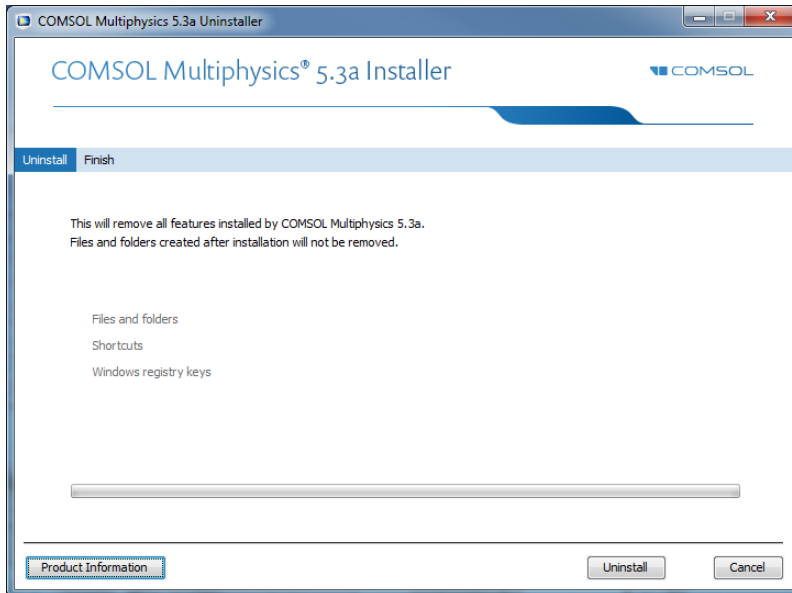 COMSOL Multiphysics 5.3a Uninstaller
COMSOL Multiphysics® 5.3a Installer
COMSOL
Uninstall Finish
This will remove all features installed by COMSOL Multiphysics 5.3a.
Files and folders created after installation will not be removed.
Files and folders
Shortcuts
Windows registry keys
Product Information Uninstall Cancel